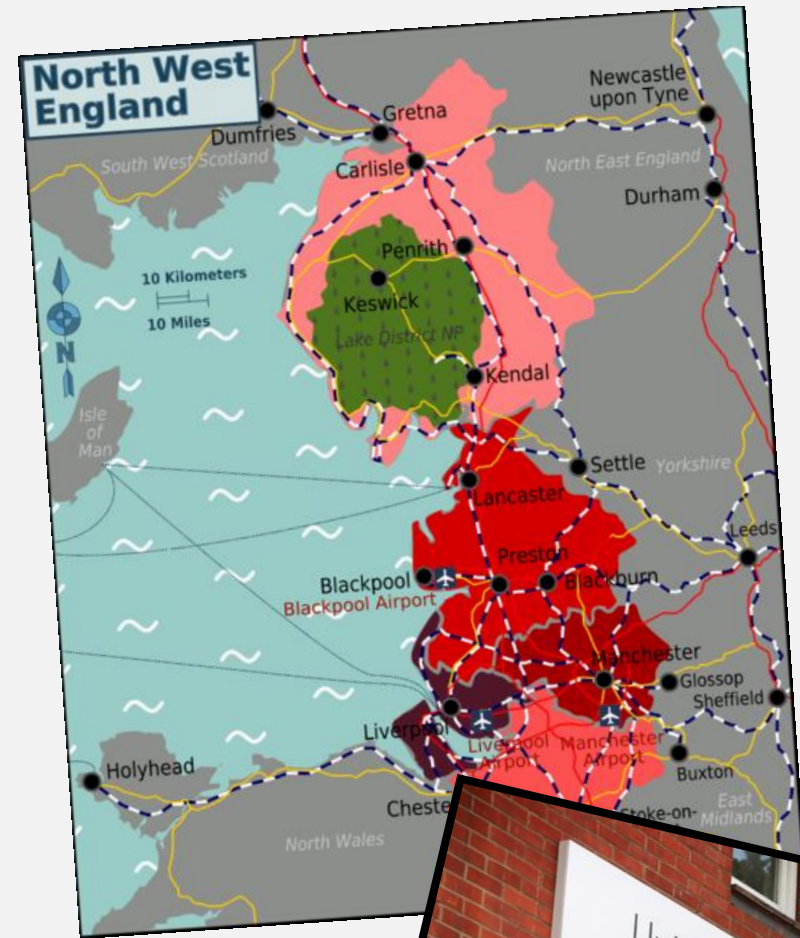 North West
England
Newcastle
upon Tyne
Gretna
Dumfries
South West Scotland
Carlisle
North East England
Durham
Penrith
10 Kilometers
10 Miles
Keswick
Lake District NP
N
Kendal
Isle
of
Man
Settle
Yorkshire
Lancaster
Leeds
Preston
Blackpool
Blackburn
Blackpool Airport
Manchester
Glossop
Sheffield
Liverpool
Liverpool
Airport
Manchester
Airport
Holyhead
Buxton
East
Midlands
Stoke-on-
North Wales